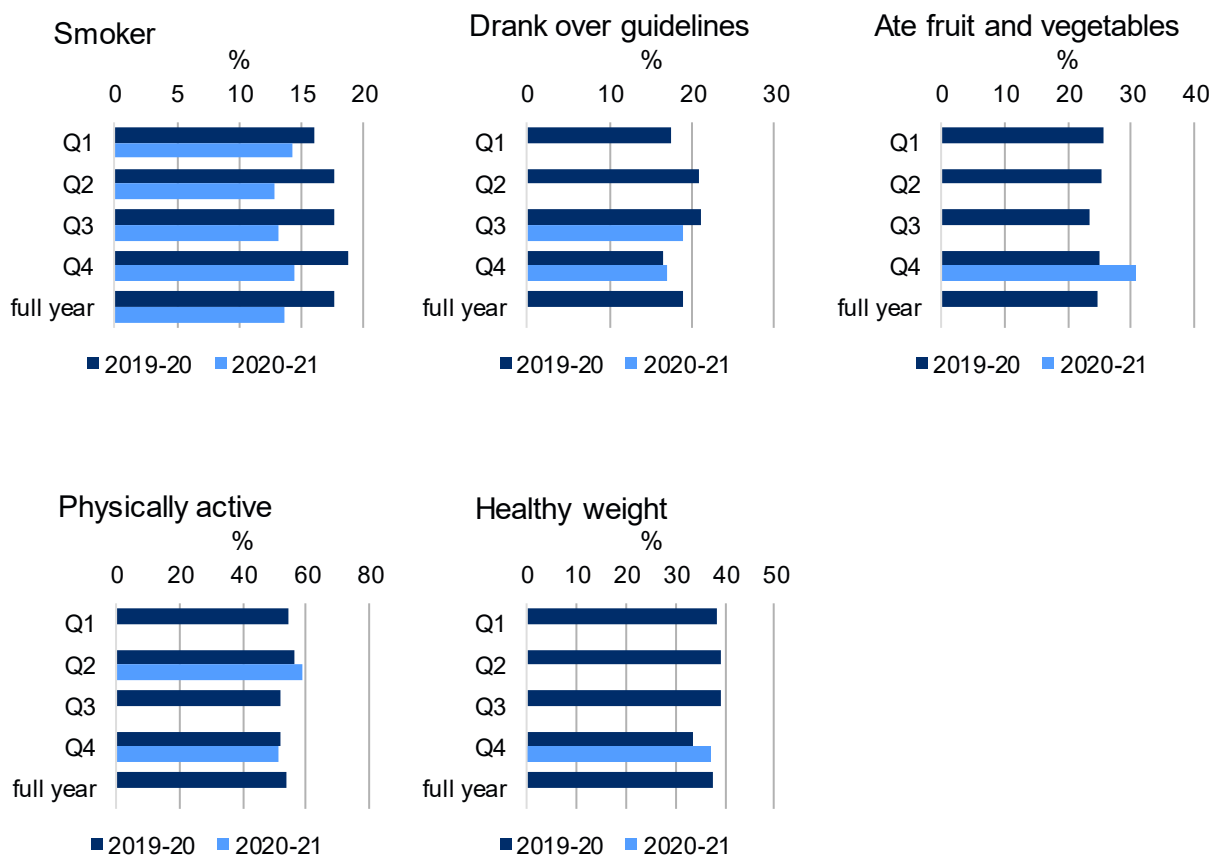 Smoker
%
0 5 10 15 20
Q1
Q2
Q3
Q4
full year
2019-20 2020-21
Drank over guidelines
%
0 10 20 30
Q1
Q2
Q3
Q4
full year
2019-20 2020-21
Ate fruit and vegetables
%
0 10 20 30 40
Q1
Q2
Q3
Q4
full year
2019-20 2020-21
Physically active
%
0 20 40 60 80
Q1
Q2
Q3
Q4
full year
2019-20 2020-21
Healthy weight
%
0 10 20 30 40 50
Q1
Q2
Q3
Q4
full year
2019-20 2020-21